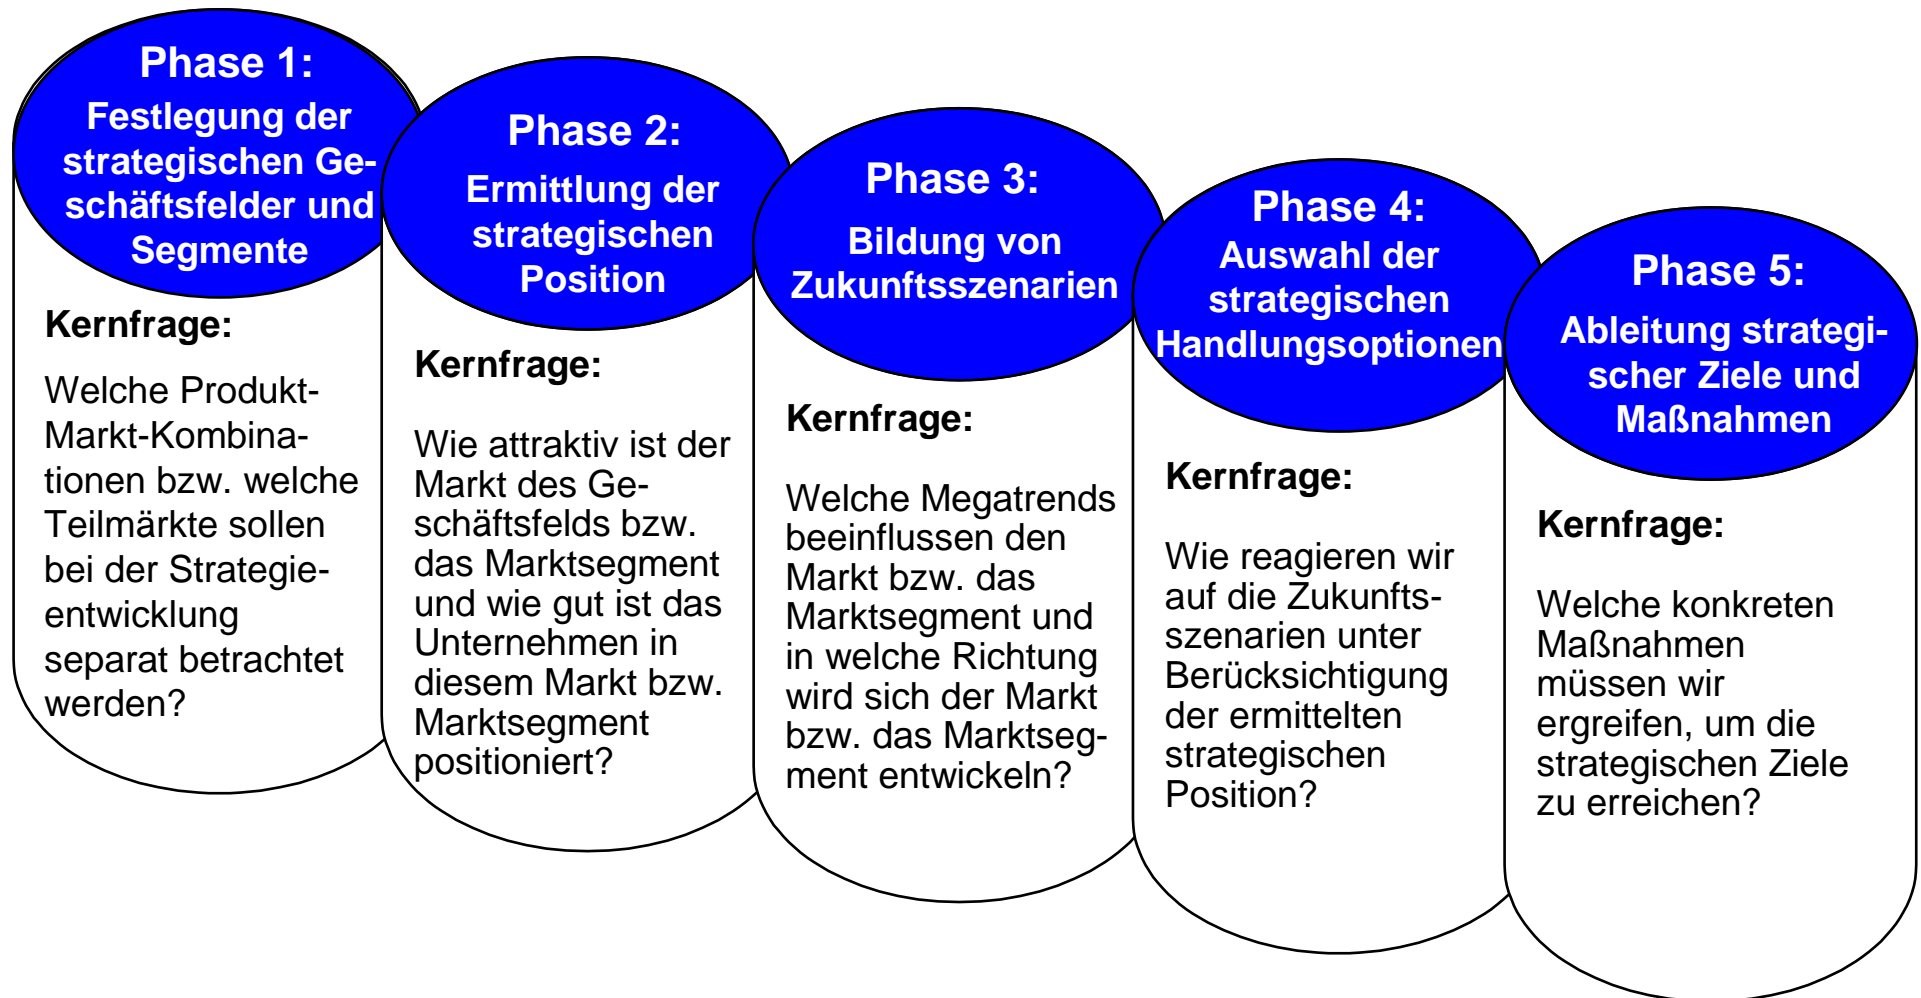 Phase 1:
Festlegung der
strategischen Ge-
schäftsfelder und
Segmente
Kernfrage:
Welche Produkt-
Markt-Kombina-
tionen bzw. welche
Teilmärkte sollen
bei der Strategie-
entwicklung
separat betrachtet
werden?
Phase 2:
Ermittlung der
strategischen
Position
Kernfrage:
Wie attraktiv ist der
Markt des Ge-
schäftsfelds bzw.
das Marktsegment
und wie gut ist das
Unternehmen in
diesem Markt bzw.
Marktsegment
positioniert?
Phase 3:
Bildung von
Zukunftsszenarien
Kernfrage:
Welche Megatrends
beeinflussen den
Markt bzw. das
Marktsegment und
in welche Richtung
wird sich der Markt
bzw. das Marktseg-
ment entwickeln?
Phase 4:
Auswahl der
strategischen
Handlungsoptionen
Kernfrage:
Wie reagieren wir
auf die Zukunfts-
szenarien unter
Berücksichtigung
der ermittelten
strategischen
Position?
Phase 5:
Ableitung strategi-
scher Ziele und
Maßnahmen
Kernfrage:
Welche konkreten
Maßnahmen
müssen wir
ergreifen, um die
strategischen Ziele
zu erreichen?